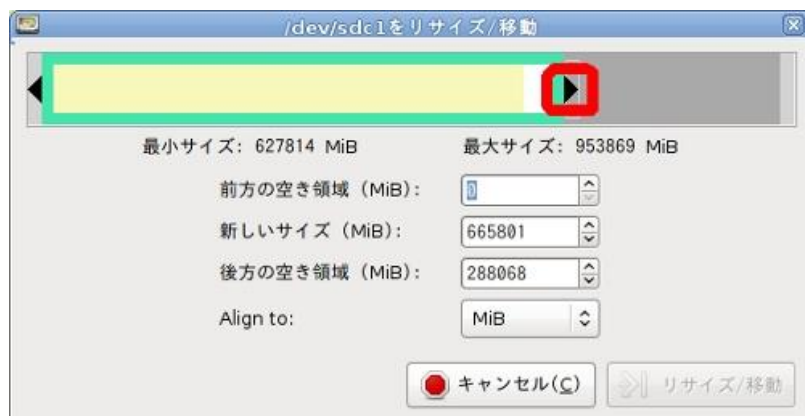 /dev/sdc1をリサイズ/移動
最小サイズ: 627814 MiB 最大サイズ: 953869 MiB
前方の空き領域 (MiB): 0
新しいサイズ (MiB): 665801
後方の空き領域 (MiB): 288068
Align to: MiB
キャンセル(C) リサイズ/移動